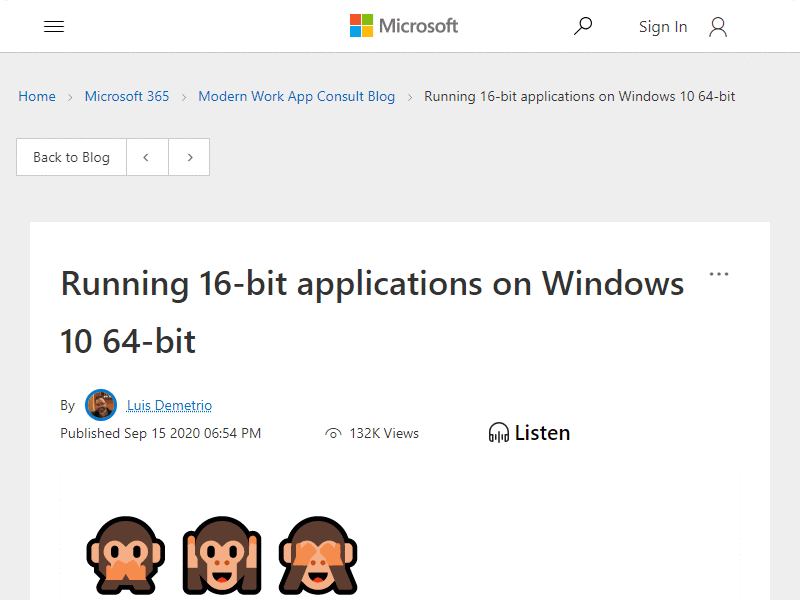 Microsoft
Sign In
Home > Microsoft 365 > Modern Work App Consult Blog > Running 16-bit applications on Windows 10 64-bit
Back to Blog < >
Running 16-bit applications on Windows
10 64-bit
By Luis Demetrio
Published Sep 15 2020 06:54 PM
132K Views
Listen